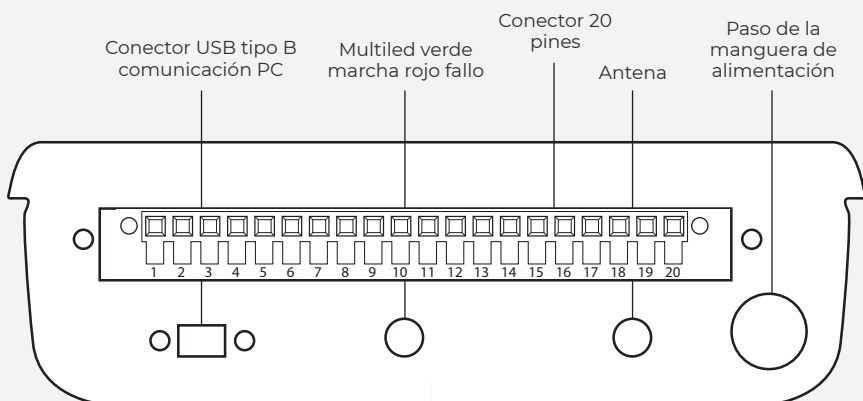 Conector USB tipo B
comunicación PC
Multiled verde
marcha rojo fallo
Conector 20
pines
Antena
Paso de la
manguera de
alimentación
1 2 3 4 5 6 7 8 9 10 11 12 13 14 15 16 17 18 19 20